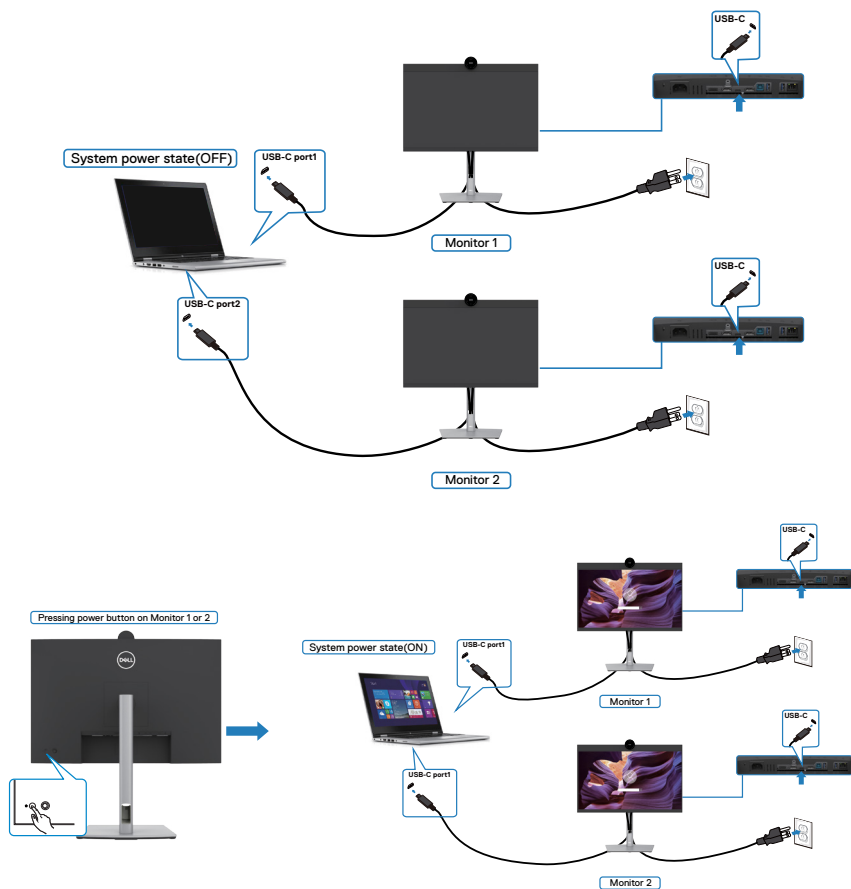 USB-C
System power state(OFF)
USB-C port1
Monitor 1
USB-C
USB-C port2
Monitor 2
USB-C
Pressing power button on Monitor 1 or 2
DELL
System power state(ON)
USB-C port1
Monitor 1
USB-C
USB-C port1
Monitor 2